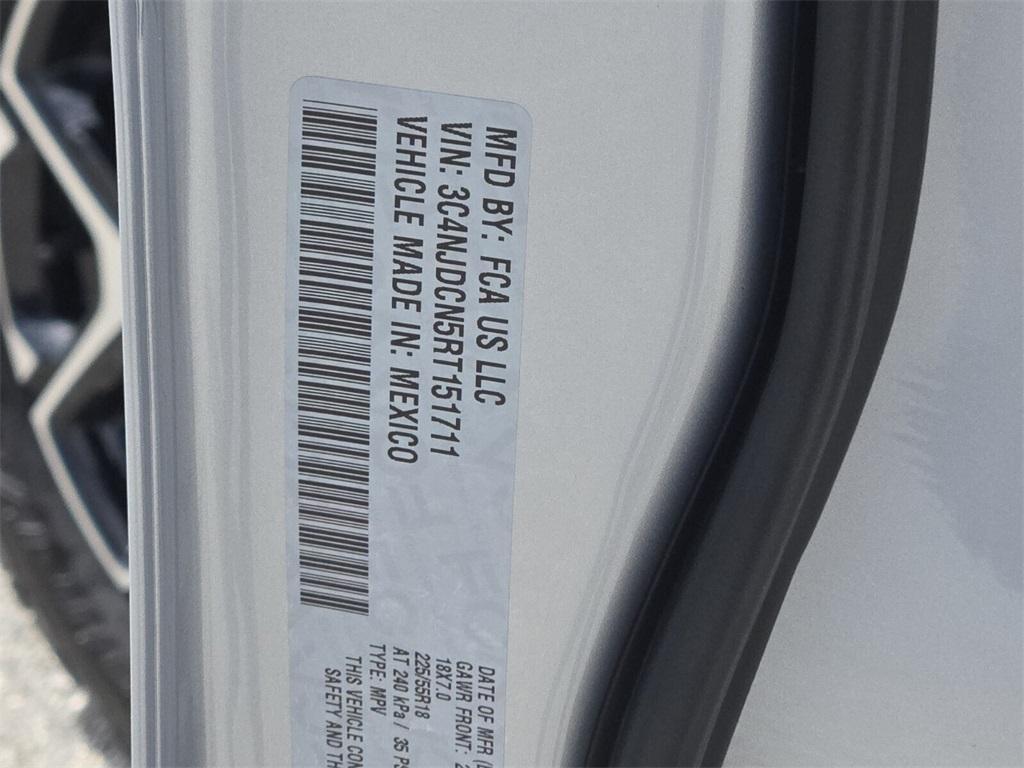 MFD BY: FCA US LLC
VIN: 3C4NJDCN5RT151711
VEHICLE MADE IN: MEXICO
DATE OF MFR
GAWR FRONT:
18X7.0
225/55R18
AT 240 kPa / 35
TYPE: MPV
THIS VEHICLE
SAFETY AND